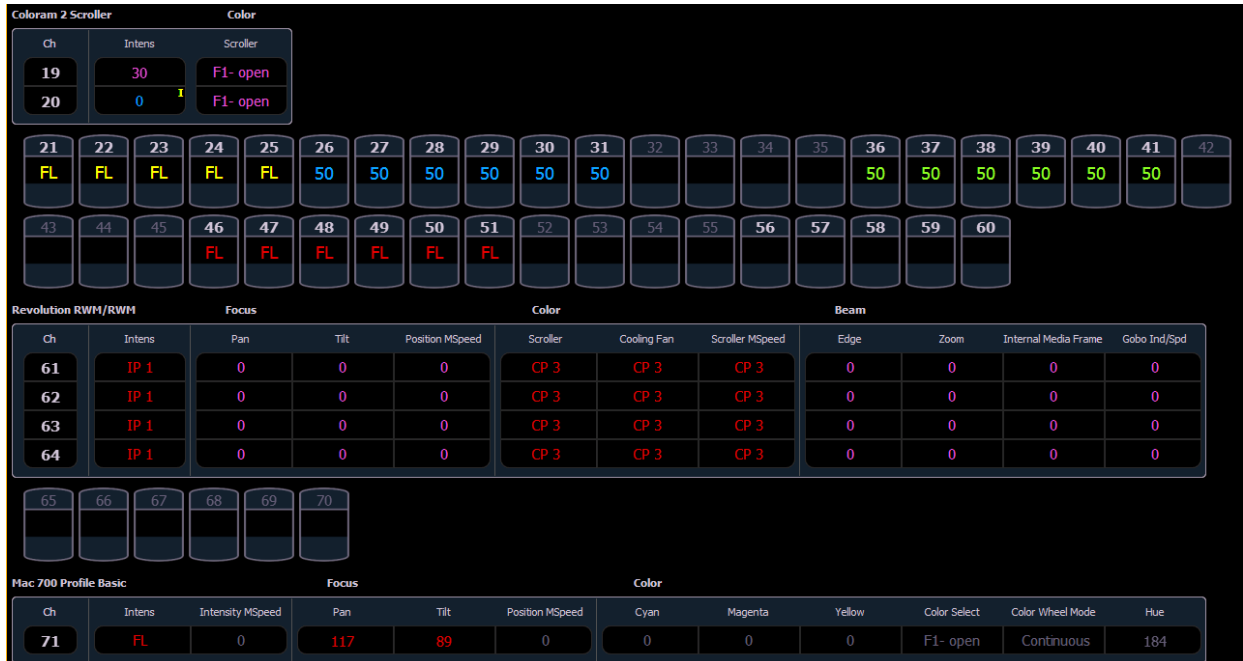 Coloram 2 Scroller Color
Ch Intens Scroller
19 30 F1- open
20 0 I F1- open
21 22 23 24 25 26 27 28 29 30 31 32 33 34 35 36 37 38 39 40 41 42
FL FL FL FL FL 50 50 50 50 50 50 50 50 50 50 50 50
43 44 45 46 47 48 49 50 51 52 53 54 55 56 57 58 59 60
FL FL FL FL FL FL
Revolution RWM/RWM Focus Color Beam
Ch Intens Pan Tilt Position MSpeed Scroller Cooling Fan Scroller MSpeed Edge Zoom Internal Media Frame Gobo Ind/Spd
61 IP 1 0 0 0 CP 3 CP 3 CP 3 0 0 0 0
62 IP 1 0 0 0 CP 3 CP 3 CP 3 0 0 0 0
63 IP 1 0 0 0 CP 3 CP 3 CP 3 0 0 0 0
64 IP 1 0 0 0 CP 3 CP 3 CP 3 0 0 0 0
65 66 67 68 69 70
Mac 700 Profile Basic Focus Color
Ch Intens Intensity MSpeed Pan Tilt Position MSpeed Cyan Magenta Yellow Color Select Color Wheel Mode Hue
71 FL 0 117 89 0 0 0 0 F1- open Continuous 184